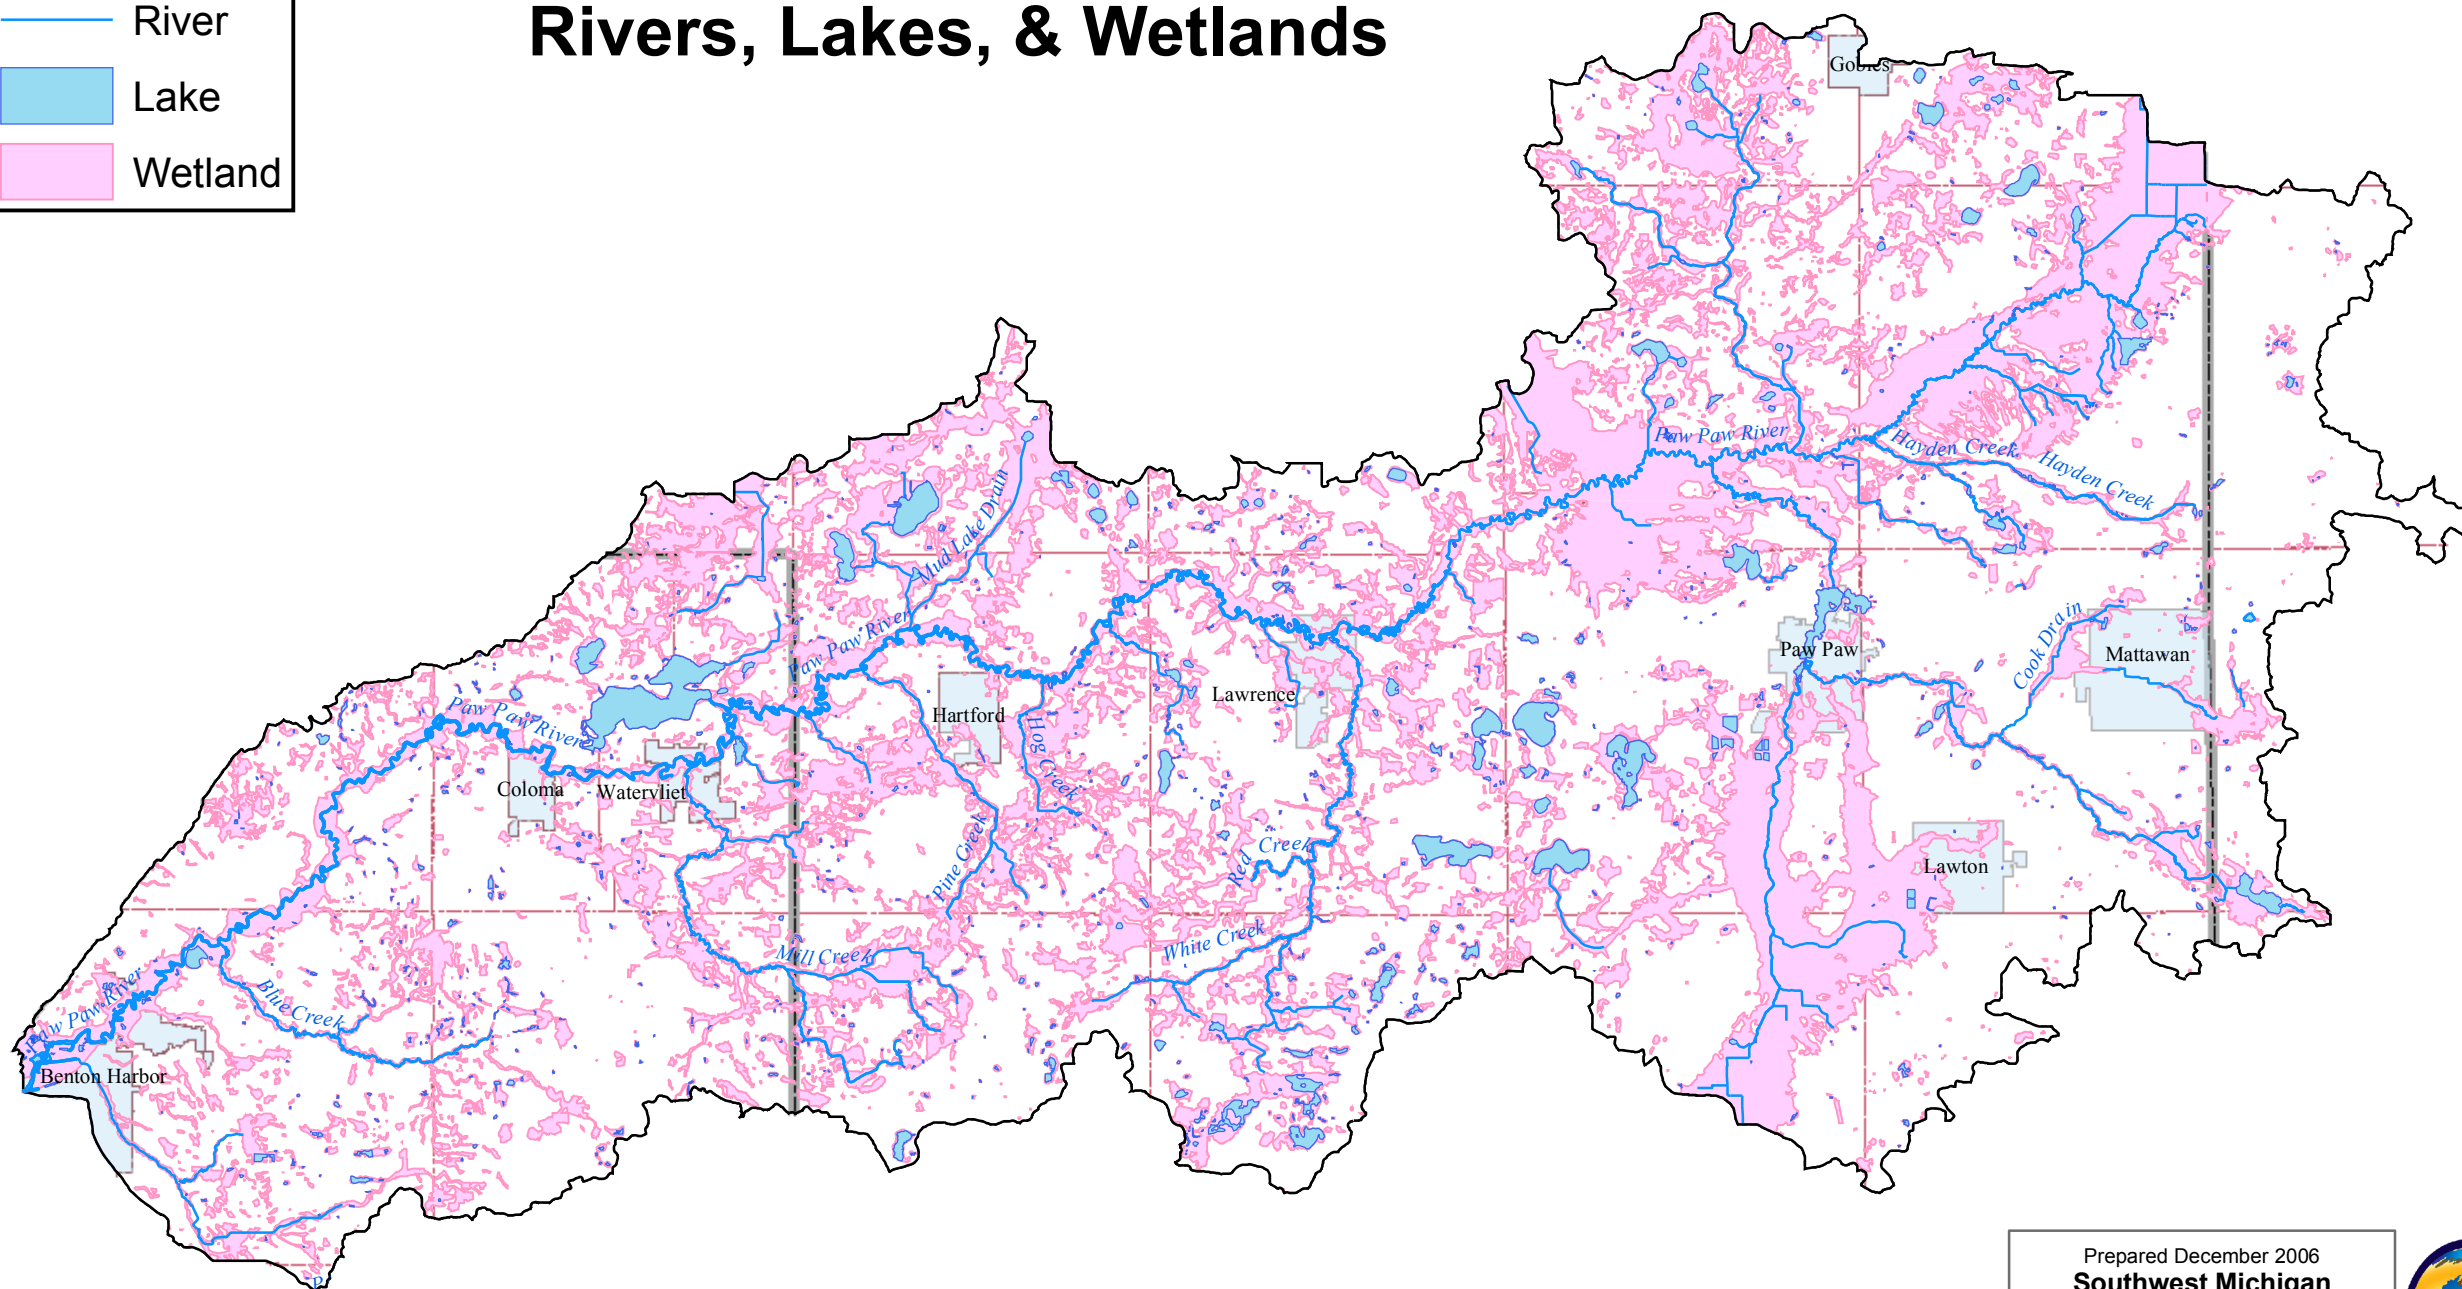 Rivers, Lakes, & Wetlands
River
Lake
Wetland
Gobles
Paw Paw River
Hayden Creek
Hayden Creek
Mud Lake Drain
Paw Paw River
Cook Drain
Paw Paw
Mattawan
Lawrence
Hartford
Hog Creek
Paw Paw River
Coloma
Watervliet
Pine Creek
Red Creek
Lawton
White Creek
Mill Creek
Blue Creek
Paw Paw River
Benton Harbor
P
Prepared December 2006
Southwest Michigan